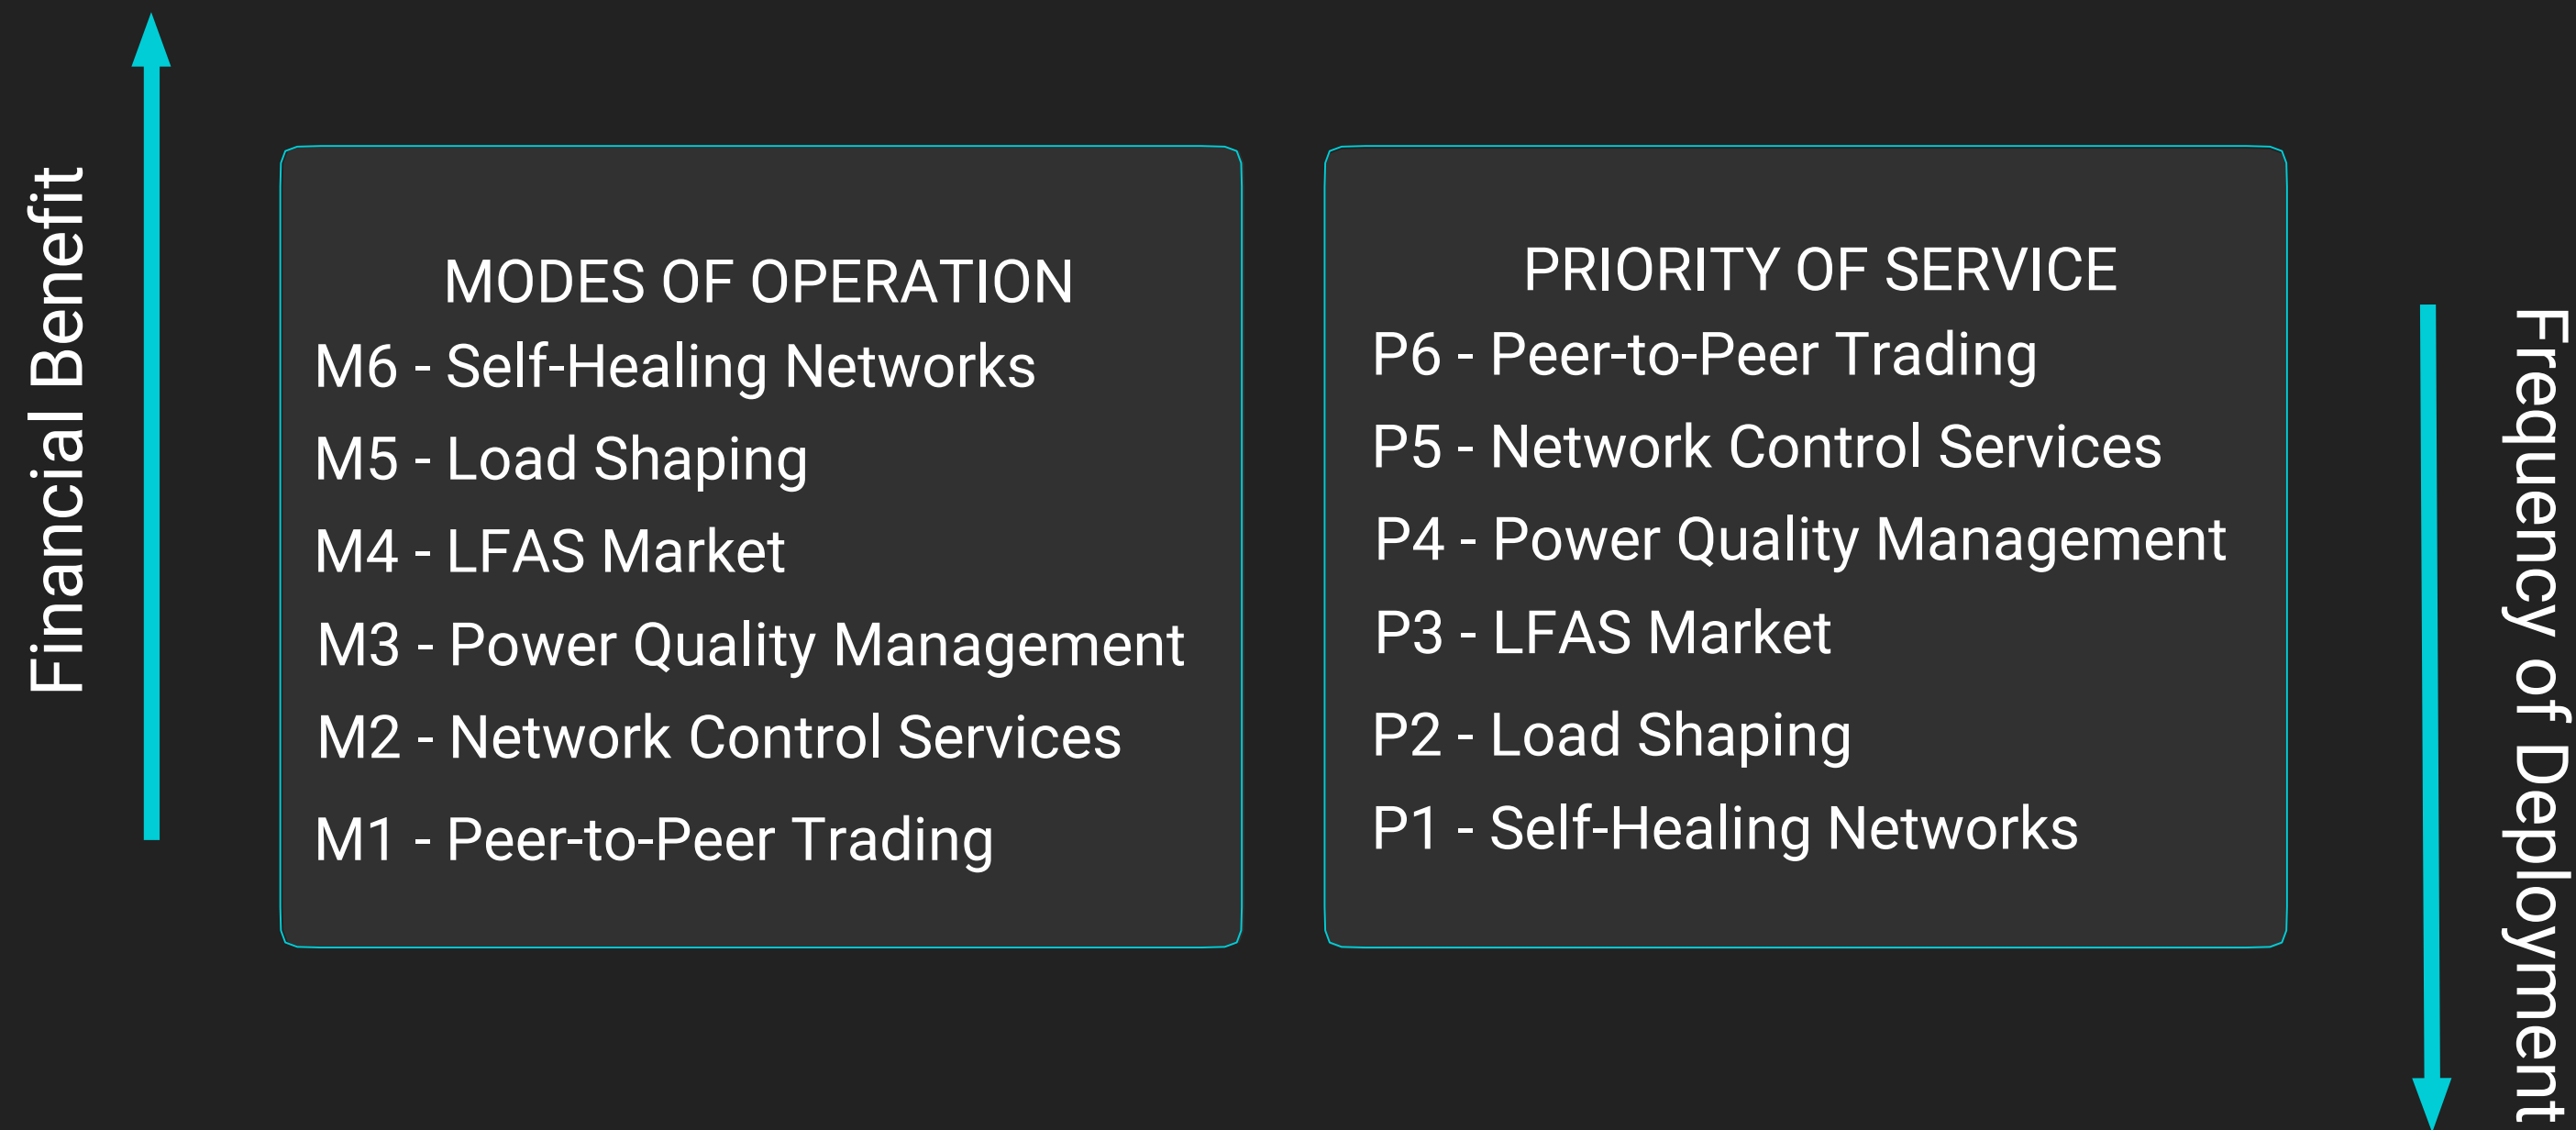 Financial Benefit
MODES OF OPERATION
M6 - Self-Healing Networks
M5 - Load Shaping
M4 - LFAS Market
M3 - Power Quality Management
M2 - Network Control Services
M1 - Peer-to-Peer Trading
PRIORITY OF SERVICE
P6 - Peer-to-Peer Trading
P5 - Network Control Services
P4 - Power Quality Management
P3 - LFAS Market
P2 - Load Shaping
P1 - Self-Healing Networks
Frequency of Deployment